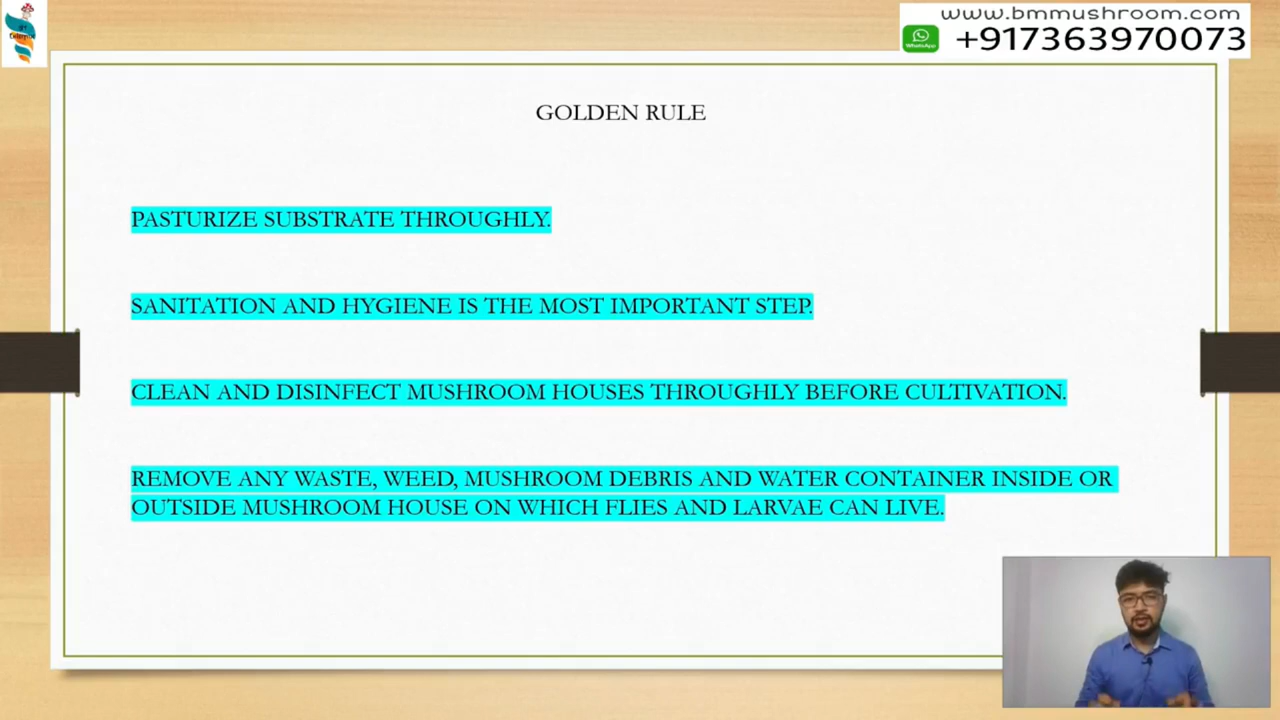 www.bmmushroom.com
WhatsApp
+917363970073
GOLDEN RULE
PASTURIZE SUBSTRATE THROUGHLY.
SANITATION AND HYGIENE IS THE MOST IMPORTANT STEP.
CLEAN AND DISINFECT MUSHROOM HOUSES THROUGHLY BEFORE CULTIVATION.
REMOVE ANY WASTE, WEED, MUSHROOM DEBRIS AND WATER CONTAINER INSIDE OR
OUTSIDE MUSHROOM HOUSE ON WHICH FLIES AND LARVAE CAN LIVE.